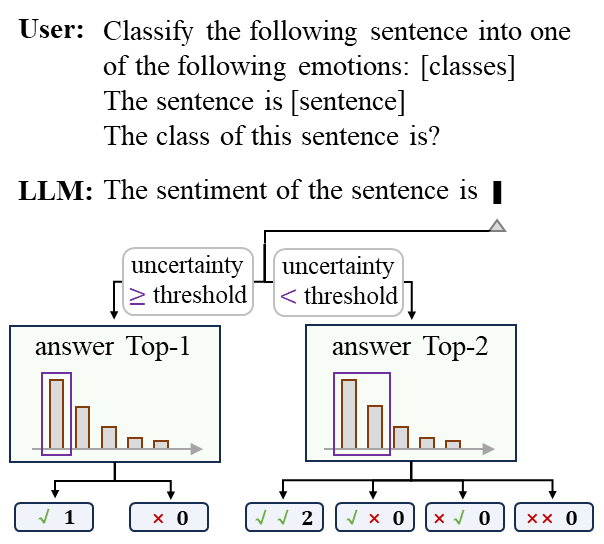 User: Classify the following sentence into one
of the following emotions: [classes]
The sentence is [sentence]
The class of this sentence is?
LLM: The sentiment of the sentence is
uncertainty
≥ threshold
uncertainty
< threshold
answer Top-1
answer Top-2
√ 1
× 0
√ √ 2
√ × 0
× √ 0
×× 0